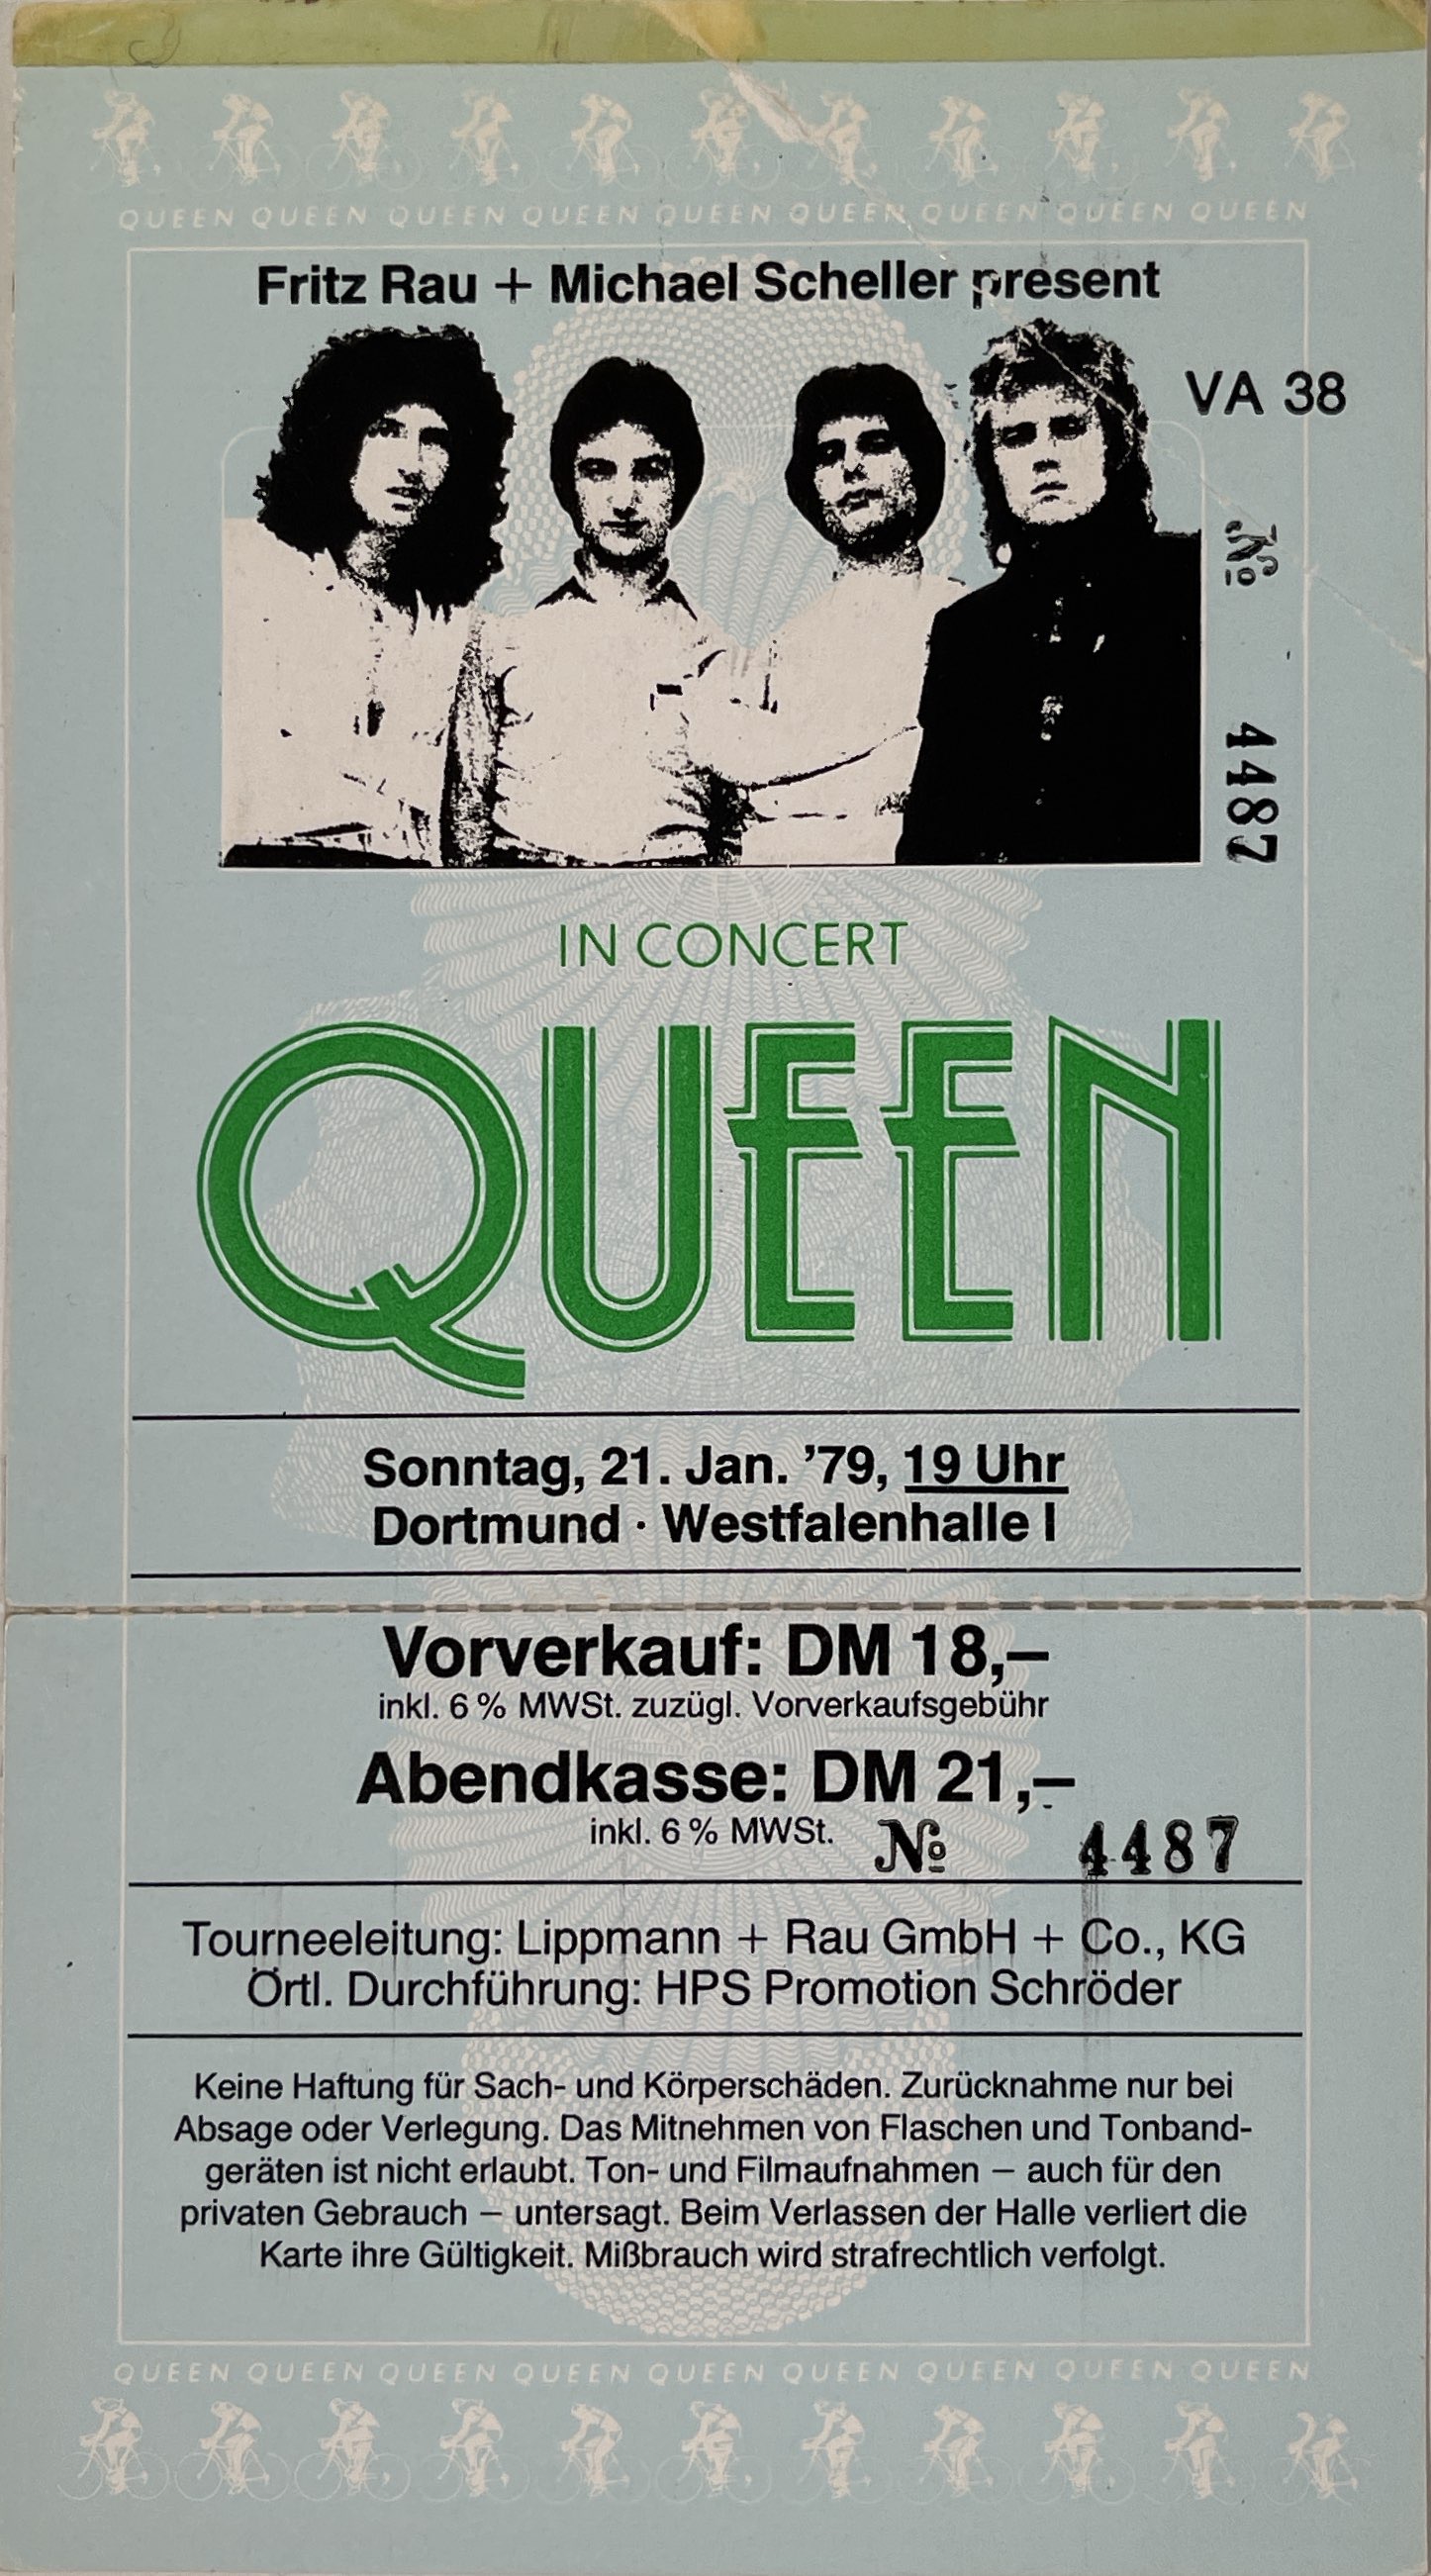 QUEEN QUEEN QUEEN QUEEN QUEEN QUEEN QUEEN QUEEN QUEEN
Fritz Rau + Michael Scheller present
VA 38
№ 4487
IN CONCERT
QUEEN
Sonntag, 21. Jan. ’79, 19 Uhr
Dortmund · Westfalenhalle I
Vorverkauf: DM 18,–
inkl. 6 % MWSt. zuzügl. Vorverkaufsgebühr
Abendkasse: DM 21,–
inkl. 6 % MWSt. № 4487
Tourneeleitung: Lippmann + Rau GmbH + Co., KG
Örtl. Durchführung: HPS Promotion Schröder
Keine Haftung für Sach- und Körperschäden. Zurücknahme nur bei
Absage oder Verlegung. Das Mitnehmen von Flaschen und Tonband-
geräten ist nicht erlaubt. Ton- und Filmaufnahmen – auch für den
privaten Gebrauch – untersagt. Beim Verlassen der Halle verliert die
Karte ihre Gültigkeit. Mißbrauch wird strafrechtlich verfolgt.
QUEEN QUEEN QUEEN QUEEN QUEEN QUEEN QUEEN QUEEN QUEEN